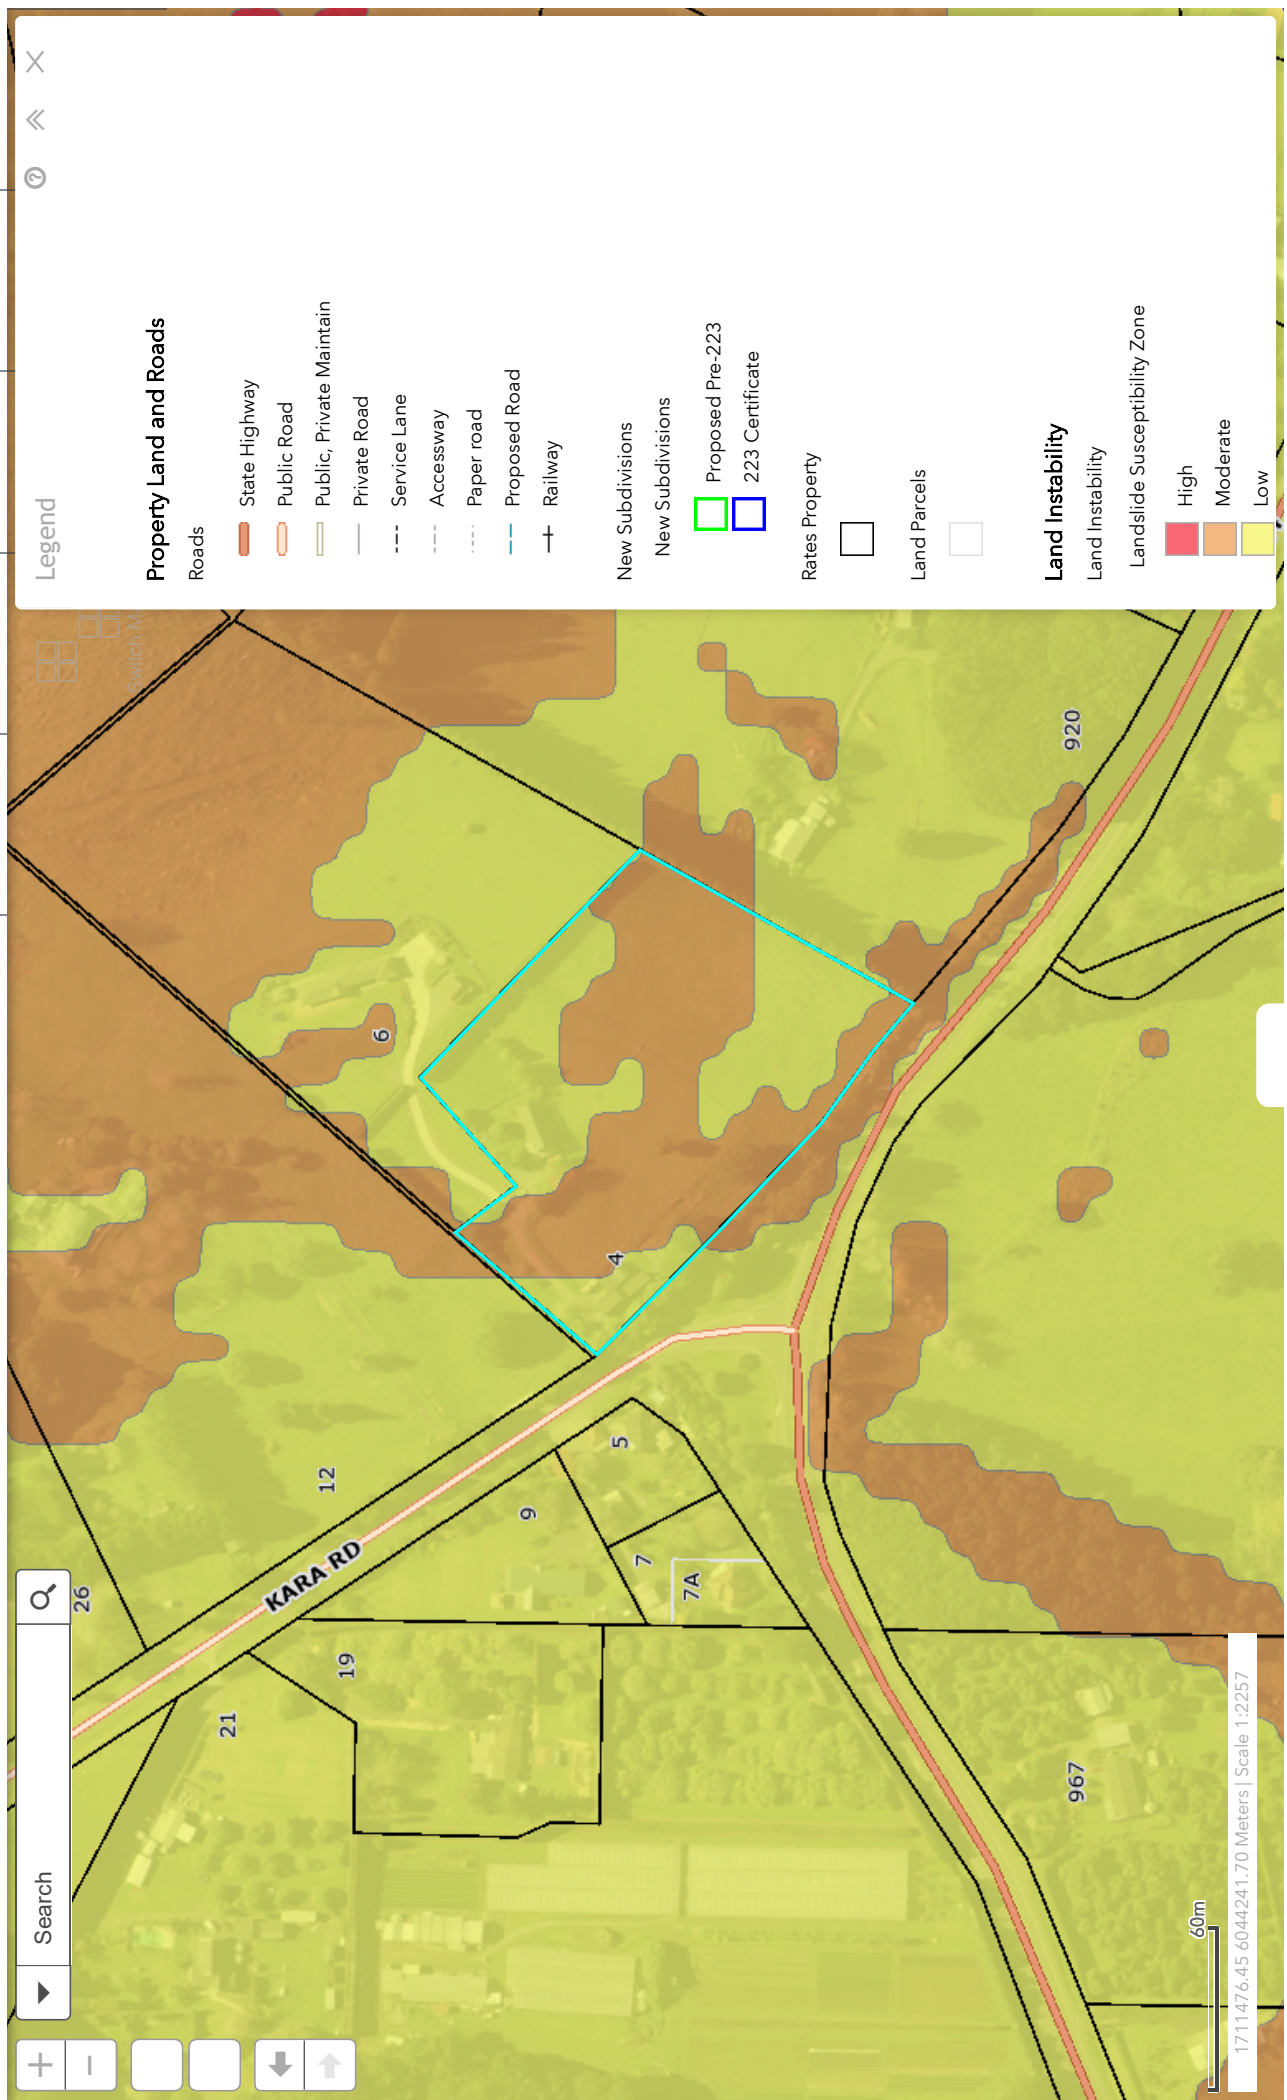 Search
Legend
Property Land and Roads
Roads
State Highway
Public Road
Public, Private Maintain
Private Road
Service Lane
Accessway
Paper road
Proposed Road
Railway
New Subdivisions
New Subdivisions
Proposed Pre-223
223 Certificate
Rates Property
Land Parcels
Land Instability
Land Instability
Landslide Susceptibility Zone
High
Moderate
Low
Switch
26
12
KARA RD
21
19
9
5
7
7A
6
4
920
967
60m
1711476.45 6044241.70 Meters | Scale 1:2257